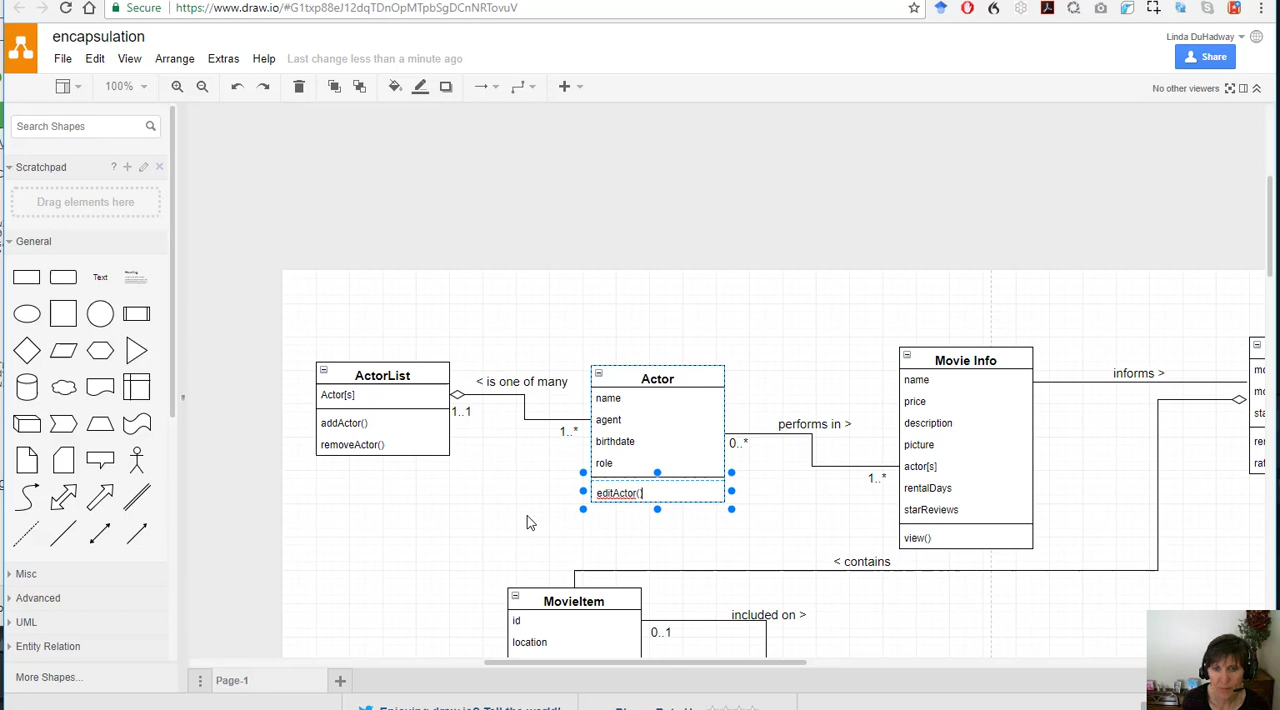 Secure
https://www.draw.io/#G1txp88eJ12dqTDnOpMTpbSgDCnNRTovuV
encapsulation
Linda DuHadway
File Edit View Arrange Extras Help Last change less than a minute ago
Share
100%
No other viewers
Search Shapes
Scratchpad
?
Drag elements here
General
Text
Misc
Advanced
UML
Entity Relation
More Shapes...
ActorList
Actor[s]
addActor()
removeActor()
< is one of many
1..1
1..*
Actor
name
agent
birthdate
role
editActor()
performs in >
0..*
1..*
Movie Info
name
price
description
picture
actor[s]
rentalDays
starReviews
view()
informs >
< contains
MovieItem
id
location
included on >
0..1
Page-1